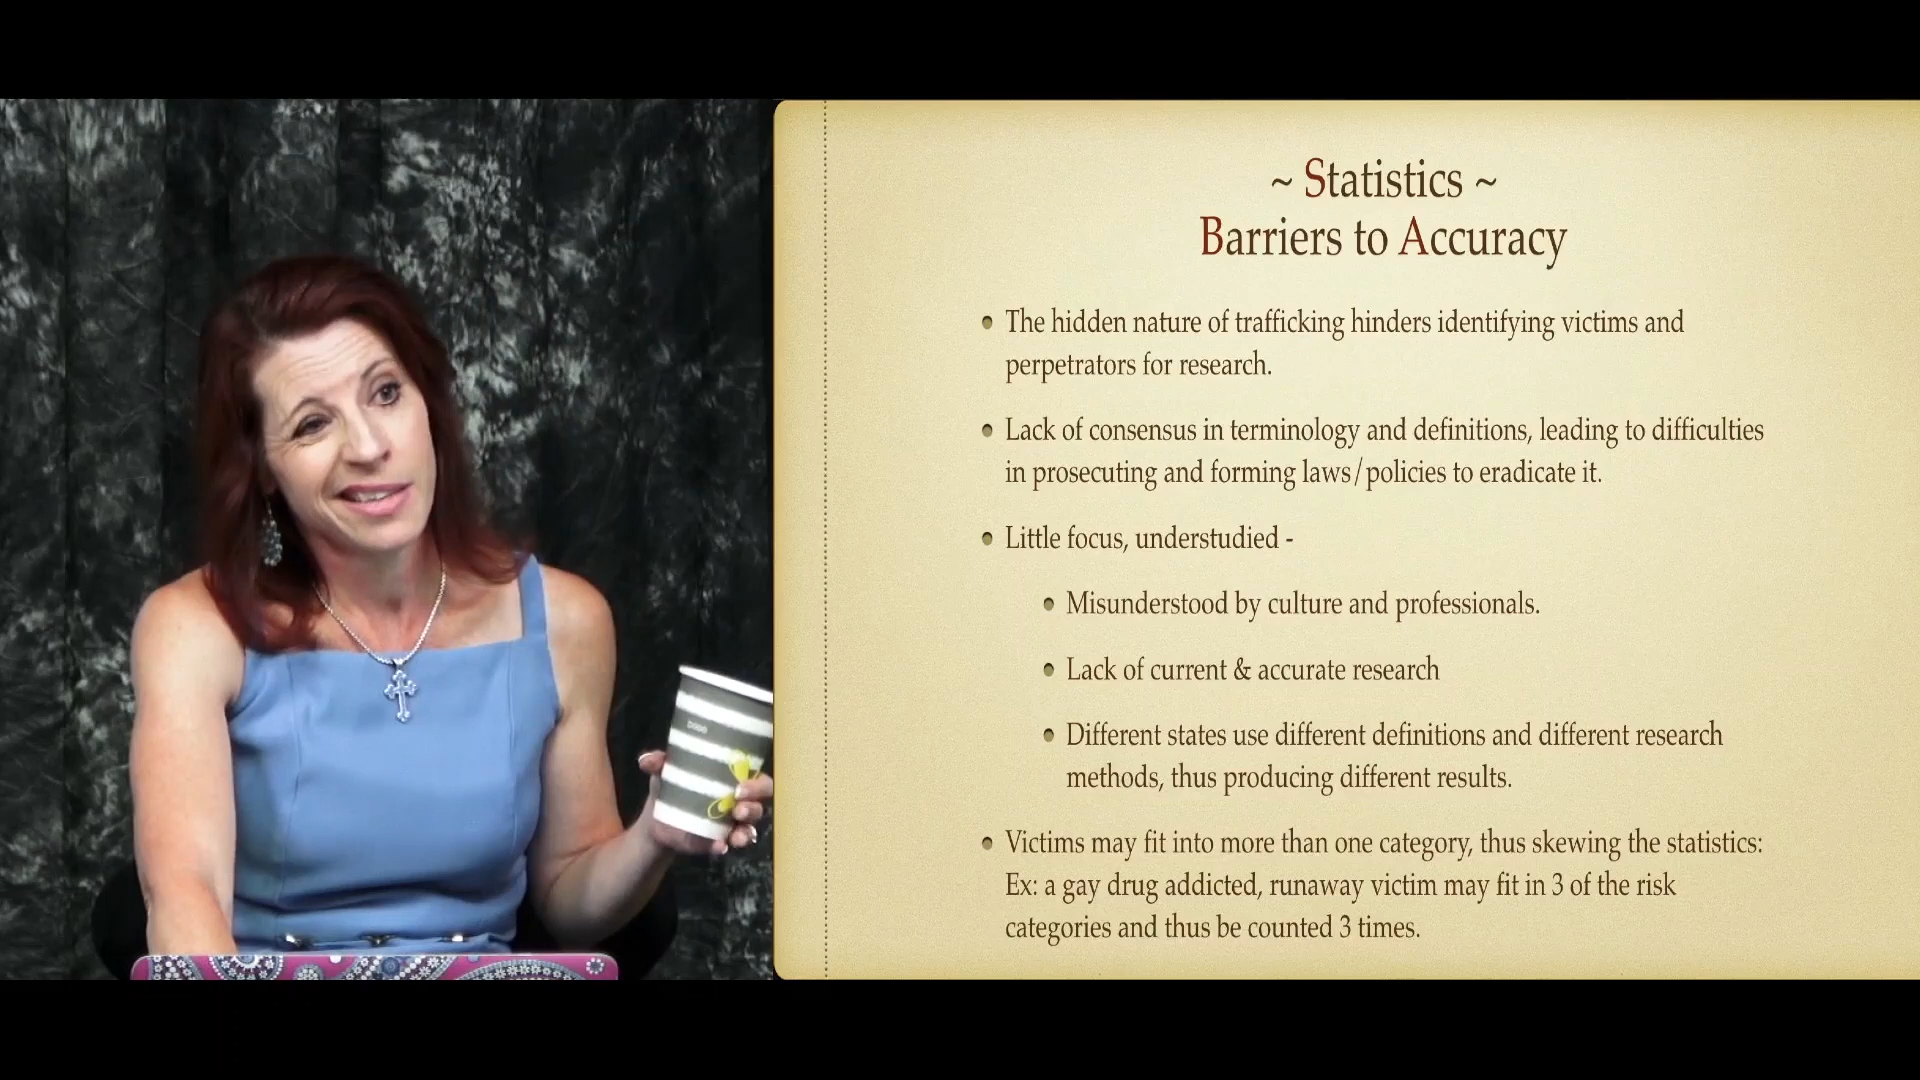 ~ Statistics ~
Barriers to Accuracy
• The hidden nature of trafficking hinders identifying victims and
perpetrators for research.
• Lack of consensus in terminology and definitions, leading to difficulties
in prosecuting and forming laws/policies to eradicate it.
• Little focus, understudied -
• Misunderstood by culture and professionals.
• Lack of current & accurate research
• Different states use different definitions and different research
methods, thus producing different results.
• Victims may fit into more than one category, thus skewing the statistics:
Ex: a gay drug addicted, runaway victim may fit in 3 of the risk
categories and thus be counted 3 times.